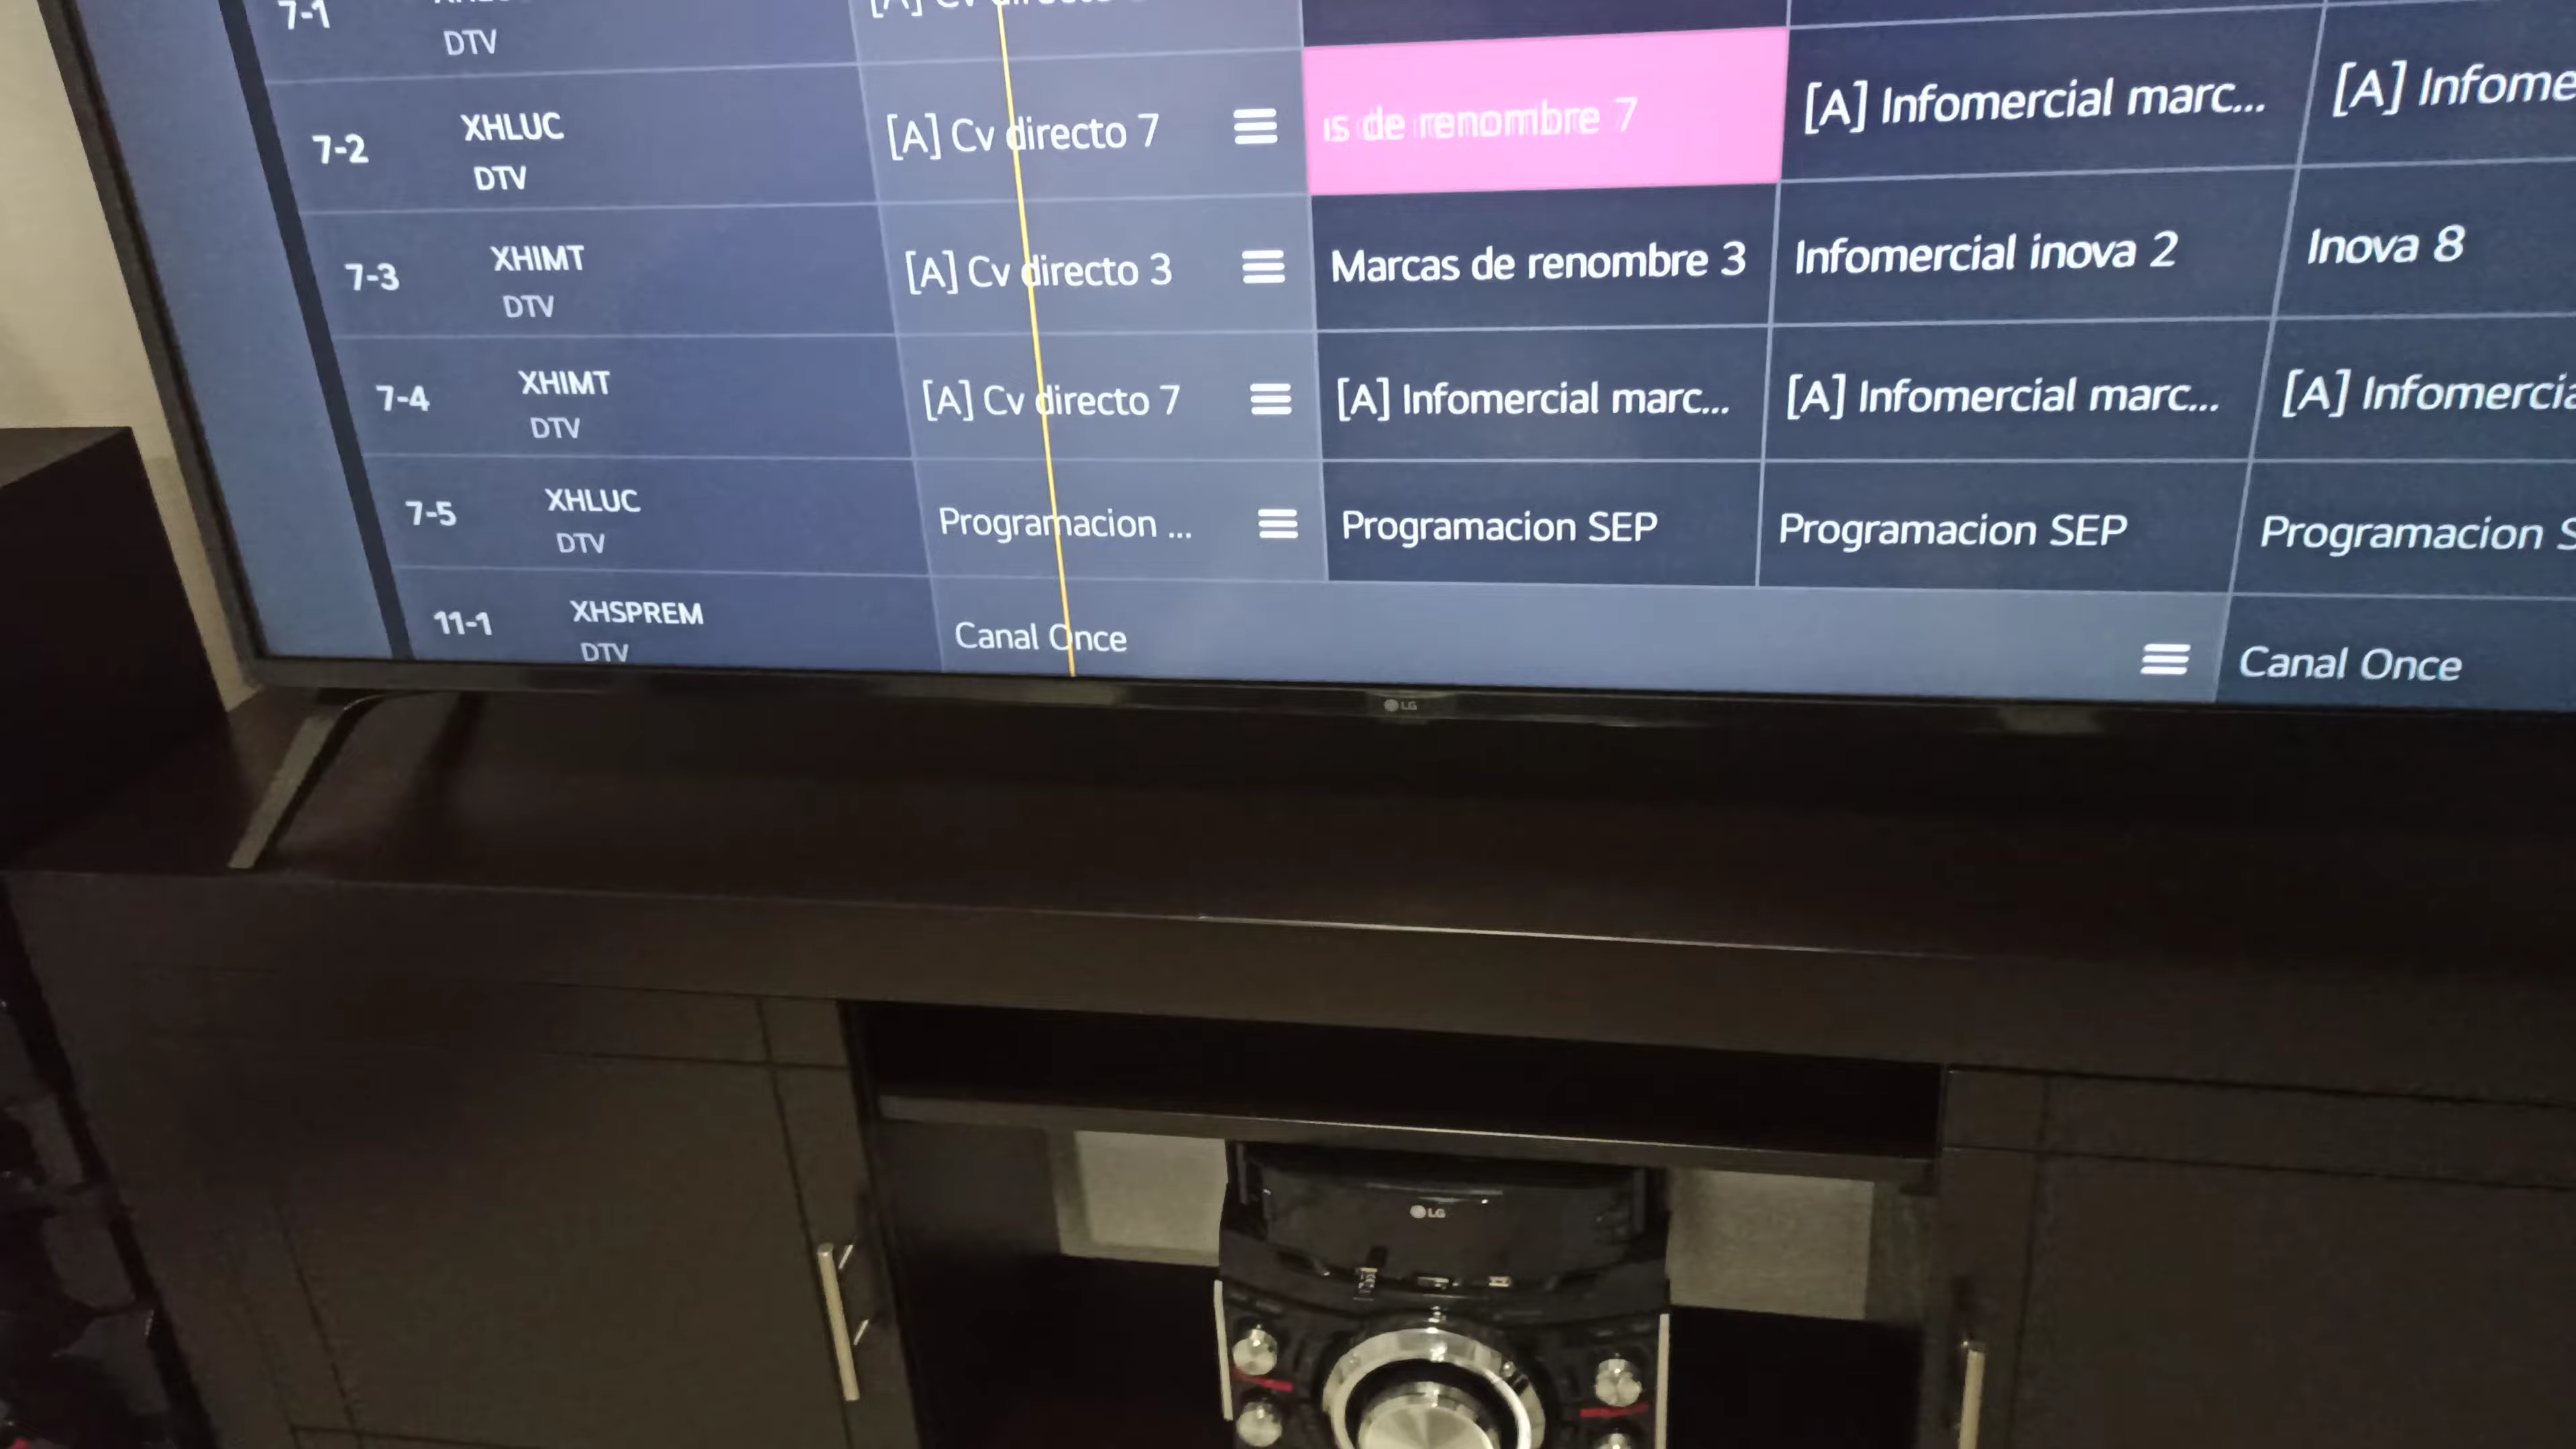 7-1
DTV
7-2 XHLUC [A] Cv directo 7 de renombre 7 [A] Infomercial marc... [A] Infome
DTV
7-3 XHIMT [A] Cv directo 3 Marcas de renombre 3 Infomercial inova 2 Inova 8
DTV
7-4 XHIMT [A] Cv directo 7 [A] Infomercial marc... [A] Infomercial marc... [A] Infomercia
DTV
7-5 XHLUC Programacion ... Programacion SEP Programacion SEP Programacion S
DTV
11-1 XHSPREM Canal Once Canal Once
DTV
LG
LG